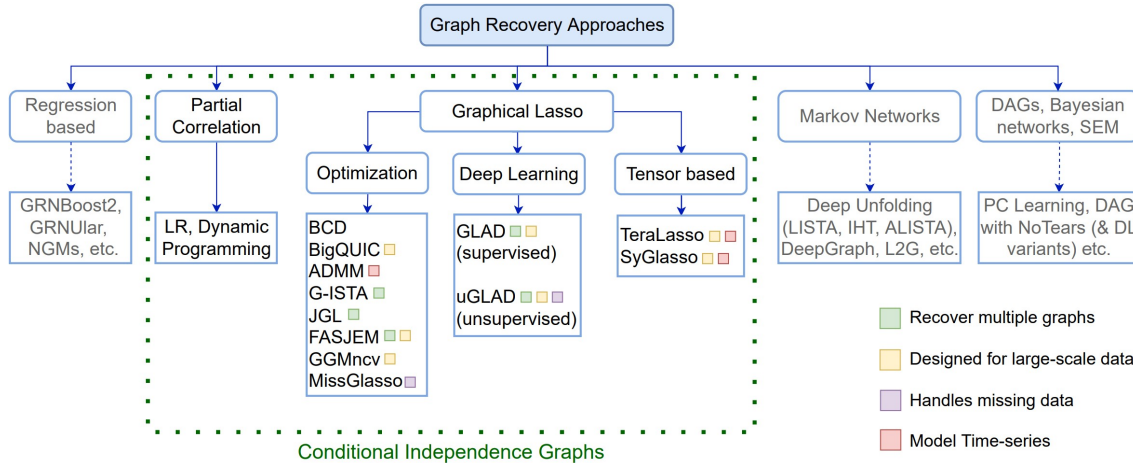 Graph Recovery Approaches
Regression
based
Partial
Correlation
Graphical Lasso
Markov Networks
DAGs, Bayesian
networks, SEM
Optimization
Deep Learning
Tensor based
GRNBoost2,
GRNUlar,
NGMs, etc.
LR, Dynamic
Programming
BCD
BigQUIC
ADMM
G-ISTA
JGL
FASJEM
GGMncv
MissGlasso
GLAD
(supervised)
uGLAD
(unsupervised)
TeraLasso
SyGlasso
Deep Unfolding
(LISTA, IHT, ALISTA),
DeepGraph, L2G, etc.
PC Learning, DAG
with NoTears (& DL
variants) etc.
Recover multiple graphs
Designed for large-scale data
Handles missing data
Model Time-series
Conditional Independence Graphs